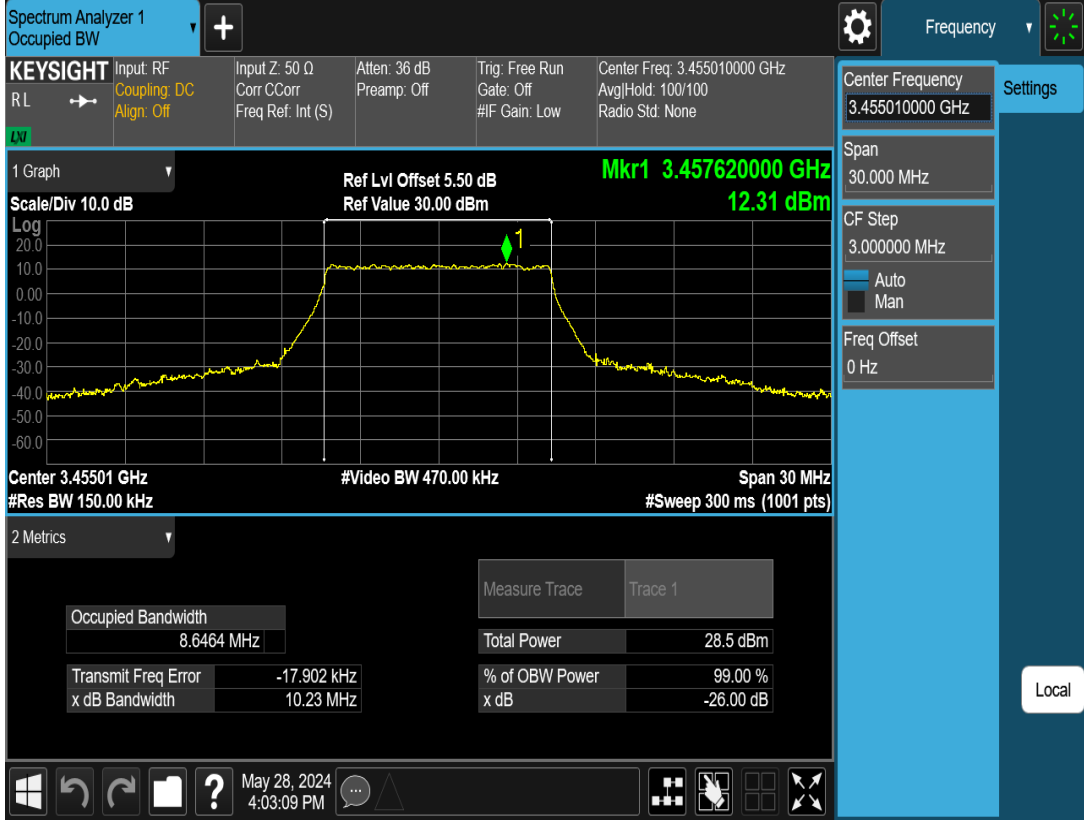 Spectrum Analyzer 1
Occupied BW
Frequency
KEYSIGHT
R L
LXI
Input: RF
Coupling: DC
Align: Off
Input Z: 50 Ω
Corr CCorr
Freq Ref: Int (S)
Atten: 36 dB
Preamp: Off
Trig: Free Run
Gate: Off
#IF Gain: Low
Center Freq: 3.455010000 GHz
Avg|Hold: 100/100
Radio Std: None
Center Frequency
3.455010000 GHz
Settings
Span
30.000 MHz
CF Step
3.000000 MHz
Auto
Man
Freq Offset
0 Hz
Local
1 Graph
Ref Lvl Offset 5.50 dB
Mkr1 3.457620000 GHz
Scale/Div 10.0 dB
Ref Value 30.00 dBm
12.31 dBm
Log
1
20.0
10.0
0.00
-10.0
-20.0
-30.0
-40.0
-50.0
-60.0
Center 3.45501 GHz
#Video BW 470.00 kHz
Span 30 MHz
#Res BW 150.00 kHz
#Sweep 300 ms (1001 pts)
2 Metrics
Measure Trace
Trace 1
Occupied Bandwidth
8.6464 MHz
Total Power
28.5 dBm
Transmit Freq Error
-17.902 kHz
% of OBW Power
99.00 %
x dB Bandwidth
10.23 MHz
x dB
-26.00 dB
?
May 28, 2024
4:03:09 PM